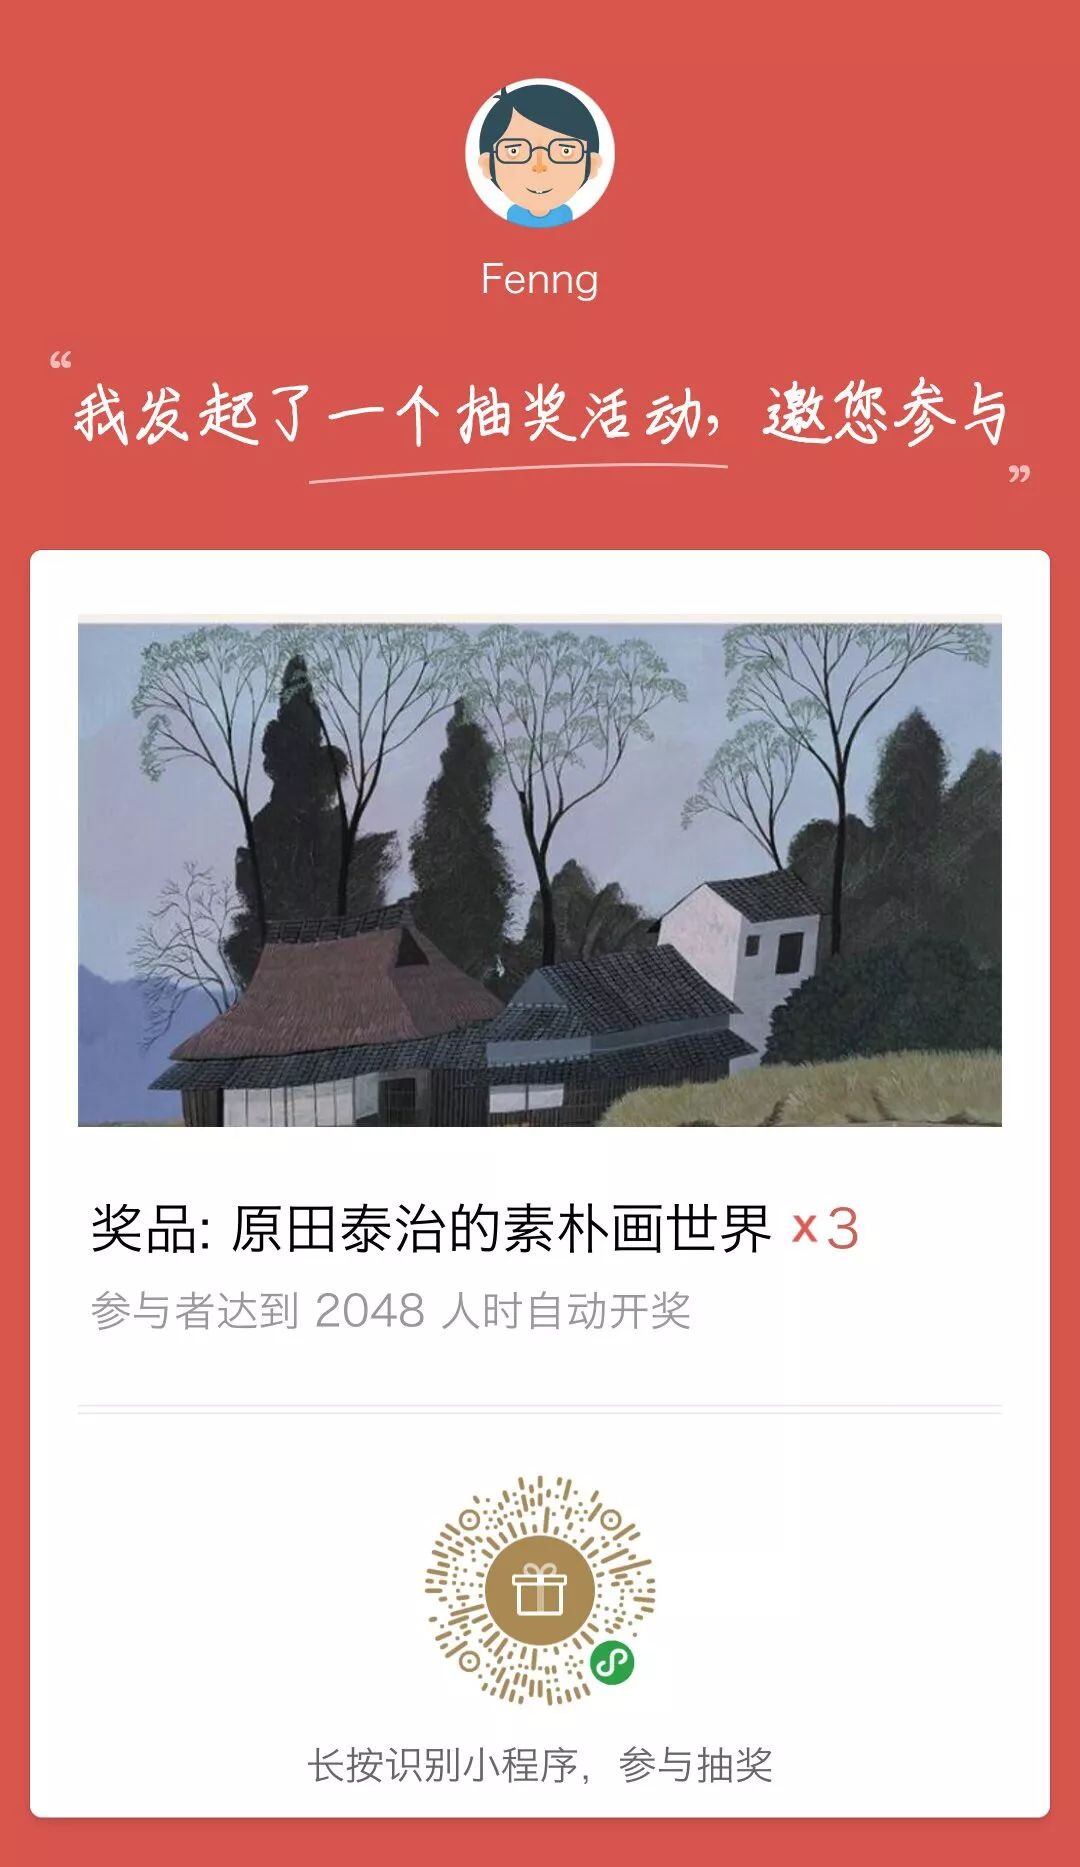 Fenng
“我发起了一个抽奖活动，邀您参与”
奖品: 原田泰治的素朴画世界 x3
参与者达到 2048 人时自动开奖
长按识别小程序，参与抽奖